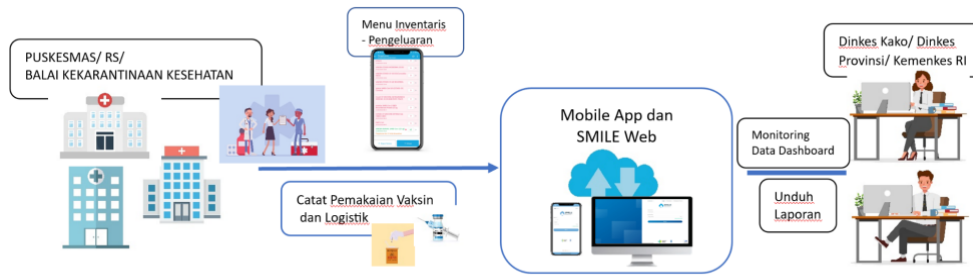 PUSKESMAS/ RS/
BALAI KEKARANTINAAN KESEHATAN
Menu Inventaris
- Pengeluaran
Catat Pemakaian Vaksin
dan Logistik
Mobile App dan
SMILE Web
Monitoring
Data Dashboard
Unduh
Laporan
Dinkes Kako/ Dinkes
Provinsi/ Kemenkes RI